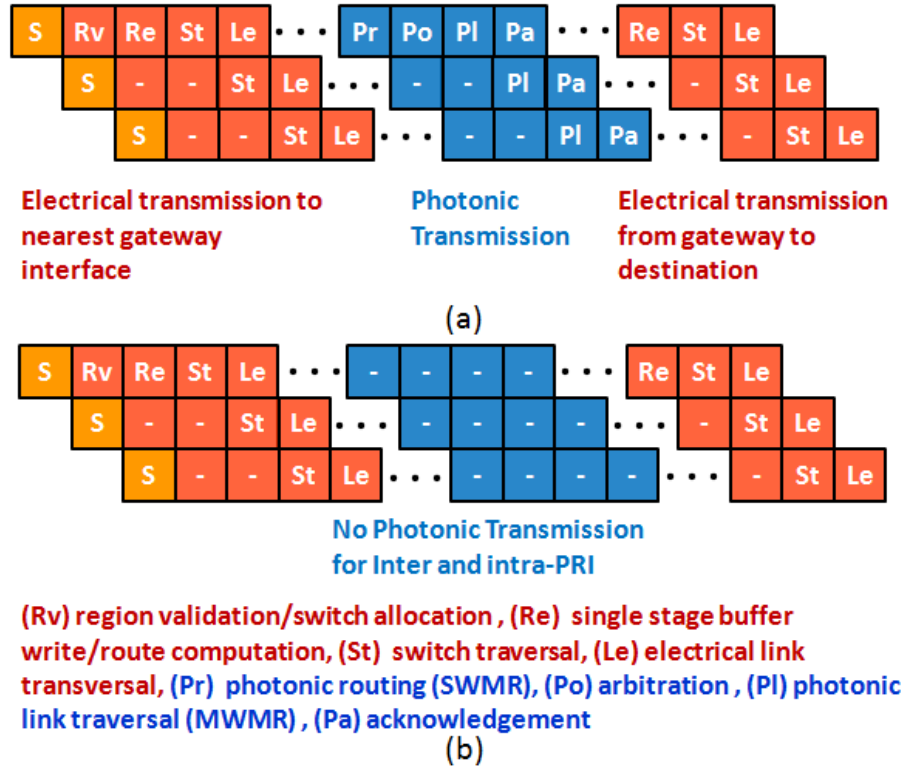 S Rv Re St Le ... Pr Po Pl Pa ... Re St Le
S - - St Le ... - - Pl Pa ... - St Le
S - - St Le ... - - Pl Pa ... - St Le
Electrical transmission to
nearest gateway
interface
Photonic
Transmission
Electrical transmission
from gateway to
destination
(a)
S Rv Re St Le ... - - - - ... Re St Le
S - - St Le ... - - - - ... - St Le
S - - St Le ... - - - - ... - St Le
No Photonic Transmission
for Inter and intra-PRI
(Rv) region validation/switch allocation , (Re) single stage buffer
write/route computation, (St) switch traversal, (Le) electrical link
transversal, (Pr) photonic routing (SWMR), (Po) arbitration , (Pl) photonic
link traversal (MWMR) , (Pa) acknowledgement
(b)